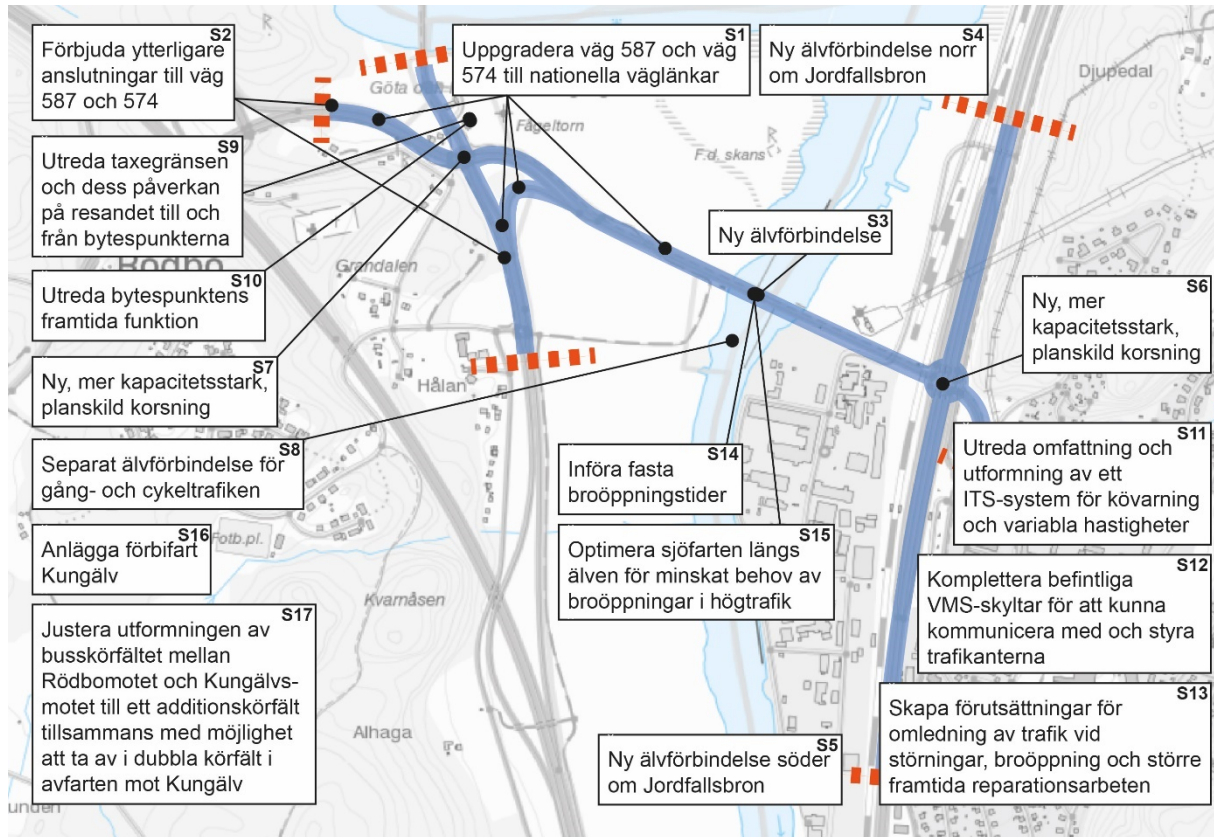 S2
Förbjuda ytterligare
anslutningar till väg
587 och 574
S1
Uppgradera väg 587 och väg
574 till nationella väglänkar
S4
Ny älvförbindelse norr
om Jordfallsbron
Djupedal
Göta
Fågeltorn
F.d. skans
S9
Utreda taxegränsen
och dess påverkan
på resandet till och
från bytespunkterna
S3
Ny älvförbindelse
Rödbo
Grandalen
S10
Utreda bytespunktens
framtida funktion
S6
Ny, mer
kapacitetsstark,
planskild korsning
S7
Ny, mer kapacitetsstark,
planskild korsning
Hålan
S8
Separat älvförbindelse för
gång- och cykeltrafiken
S14
Införa fasta
broöppningstider
S11
Utreda omfattning och
utformning av ett
ITS-system för kövarning
och variabla hastigheter
S16
Anlägga förbifart
Kungälv
Fotb.pl.
S15
Optimera sjöfarten längs
älven för minskat behov av
broöppningar i högtrafik
S12
Komplettera befintliga
VMS-skyltar för att kunna
kommunicera med och styra
trafikanterna
Kvarnåsen
S17
Justera utformningen av
busskörfältet mellan
Rödbomotet och Kungälvs-
motet till ett additionskörfält
tillsammans med möjlighet
att ta av i dubbla körfält i
avfarten mot Kungälv
Alhaga
S5
Ny älvförbindelse söder
om Jordfallsbron
S13
Skapa förutsättningar för
omledning av trafik vid
störningar, broöppning och större
framtida reparationsarbeten
unden